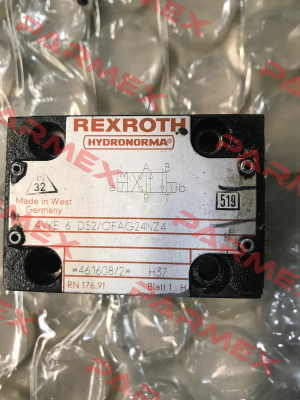 REXROTH
HYDRONORMA
A B
32
P
Made in West
Germany
519
6 D52/OFAG24NZ4
*461608/2* H37
RN 176.91 Blatt 1 H
PARMEX